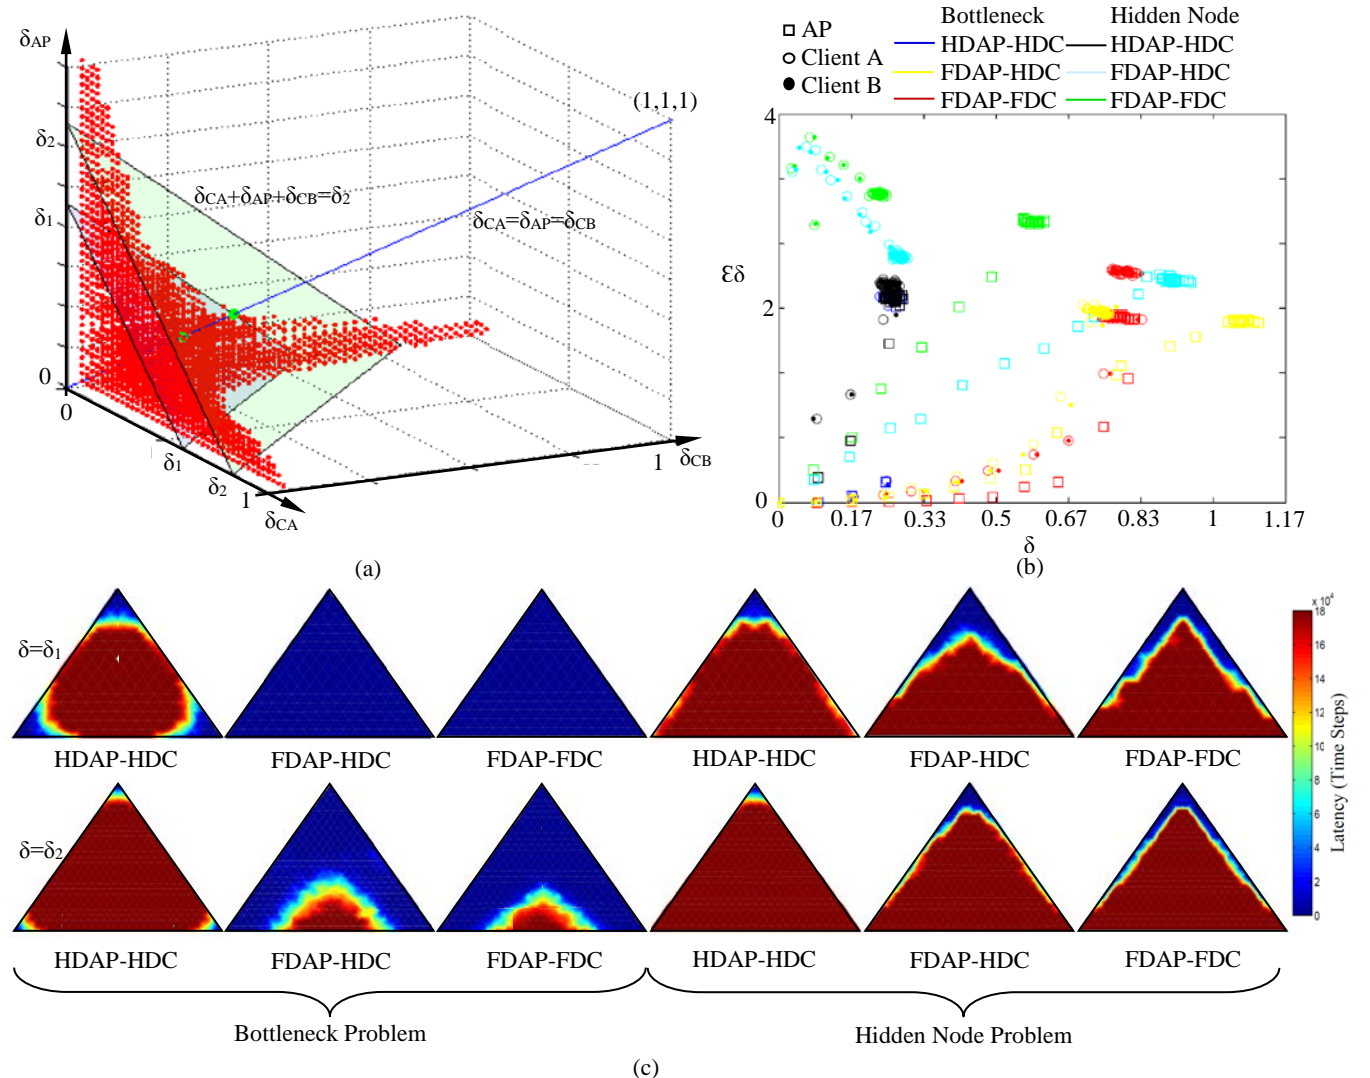 δAP
δ2
δ1
0
0
δ1
δ2
1
δCA
1
δCB
(1,1,1)
δCA+δAP+δCB=δ2
δCA=δAP=δCB
(a)
AP
Client A
Client B
Bottleneck
HDAP-HDC
FDAP-HDC
FDAP-FDC
Hidden Node
HDAP-HDC
FDAP-HDC
FDAP-FDC
4
2
0
εδ
0 0.17 0.33 0.5 0.67 0.83 1 1.17
δ
(b)
δ=δ1
HDAP-HDC FDAP-HDC FDAP-FDC HDAP-HDC FDAP-HDC FDAP-FDC
δ=δ2
HDAP-HDC FDAP-HDC FDAP-FDC HDAP-HDC FDAP-HDC FDAP-FDC
x 10^4
18
16
14
12
10
8
6
4
2
0
Latency (Time Steps)
Bottleneck Problem
Hidden Node Problem
(c)